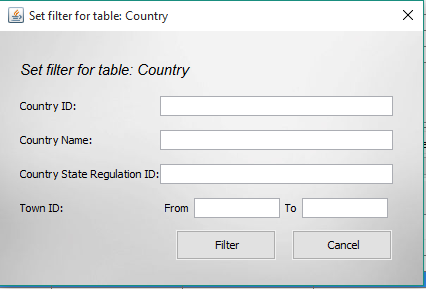 Set filter for table: Country
Set filter for table: Country
Country ID:
Country Name:
Country State Regulation ID:
Town ID: From To
Filter Cancel